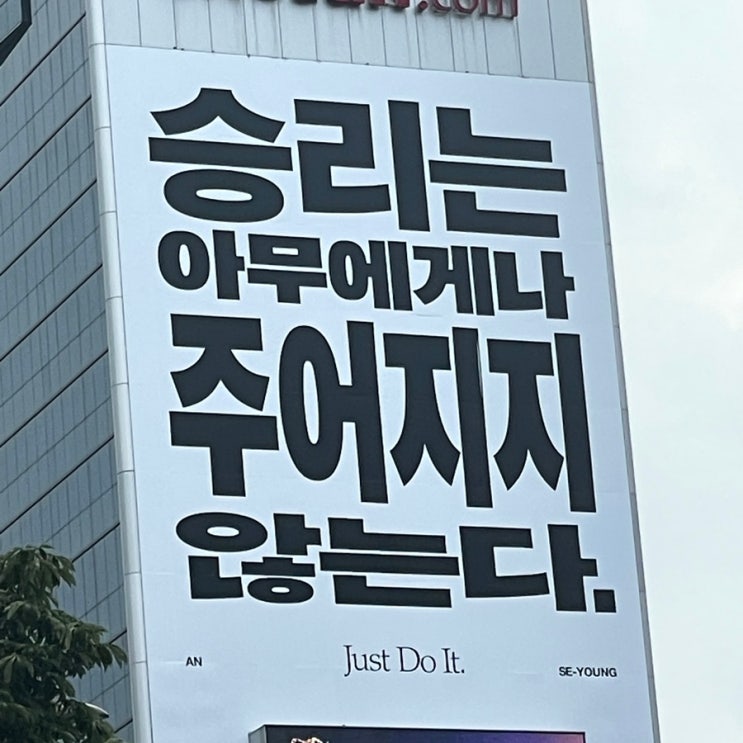 .com
승리는
아무에게나
주어지지
않는다.
AN
Just Do It.
SE-YOUNG